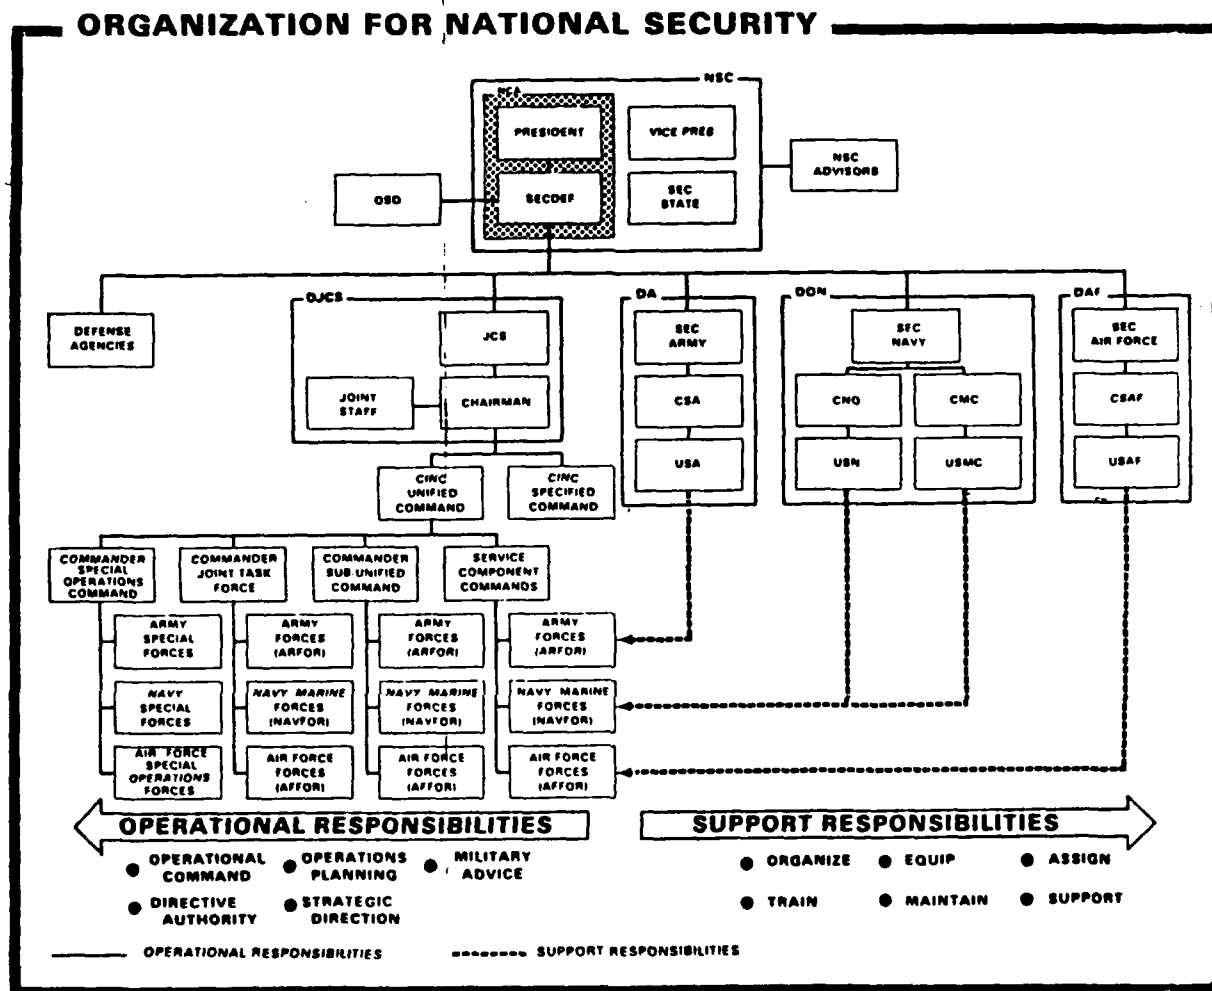 ORGANIZATION FOR NATIONAL SECURITY
NSC
NCA
PRESIDENT
VICE PRES
NSC
ADVISORS
OSD
SECDEF
SEC
STATE
DJCS
DA
DON
DAF
DEFENSE
AGENCIES
JCS
SEC
ARMY
SEC
NAVY
SEC
AIR FORCE
JOINT
STAFF
CHAIRMAN
CSA
CNO
CMC
CSAF
USA
USN
USMC
USAF
CINC
UNIFIED
COMMAND
CINC
SPECIFIED
COMMAND
COMMANDER
SPECIAL
OPERATIONS
COMMAND
COMMANDER
JOINT TASK
FORCE
COMMANDER
SUB-UNIFIED
COMMAND
SERVICE
COMPONENT
COMMANDS
ARMY
SPECIAL
FORCES
ARMY
FORCES
(ARFOR)
ARMY
FORCES
(ARFOR)
ARMY
FORCES
(ARFOR)
NAVY
SPECIAL
FORCES
NAVY MARINE
FORCES
(NAVFOR)
NAVY MARINE
FORCES
(NAVFOR)
NAVY MARINE
FORCES
(NAVFOR)
AIR FORCE
SPECIAL
OPERATIONS
FORCES
AIR FORCE
FORCES
(AFFOR)
AIR FORCE
FORCES
(AFFOR)
AIR FORCE
FORCES
(AFFOR)
OPERATIONAL RESPONSIBILITIES
SUPPORT RESPONSIBILITIES
● OPERATIONAL
COMMAND
● OPERATIONS
PLANNING
● MILITARY
ADVICE
● DIRECTIVE
AUTHORITY
● STRATEGIC
DIRECTION
● ORGANIZE
● EQUIP
● ASSIGN
● TRAIN
● MAINTAIN
● SUPPORT
OPERATIONAL RESPONSIBILITIES
SUPPORT RESPONSIBILITIES